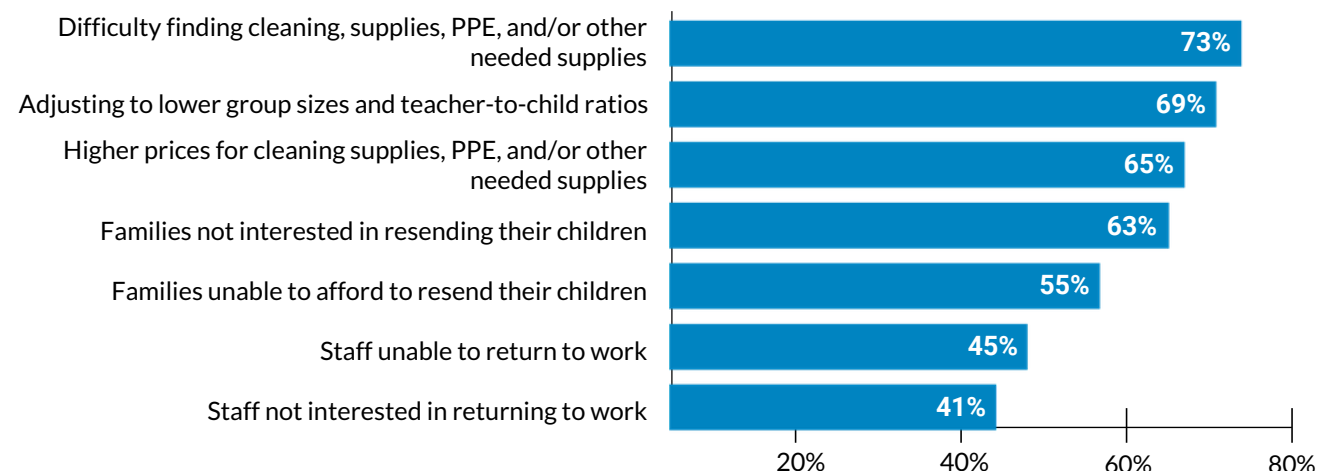 Difficulty finding cleaning, supplies, PPE, and/or other
needed supplies
73%
Adjusting to lower group sizes and teacher-to-child ratios
69%
Higher prices for cleaning supplies, PPE, and/or other
needed supplies
65%
Families not interested in resending their children
63%
Families unable to afford to resend their children
55%
Staff unable to return to work
45%
Staff not interested in returning to work
41%
20% 40% 60% 80%